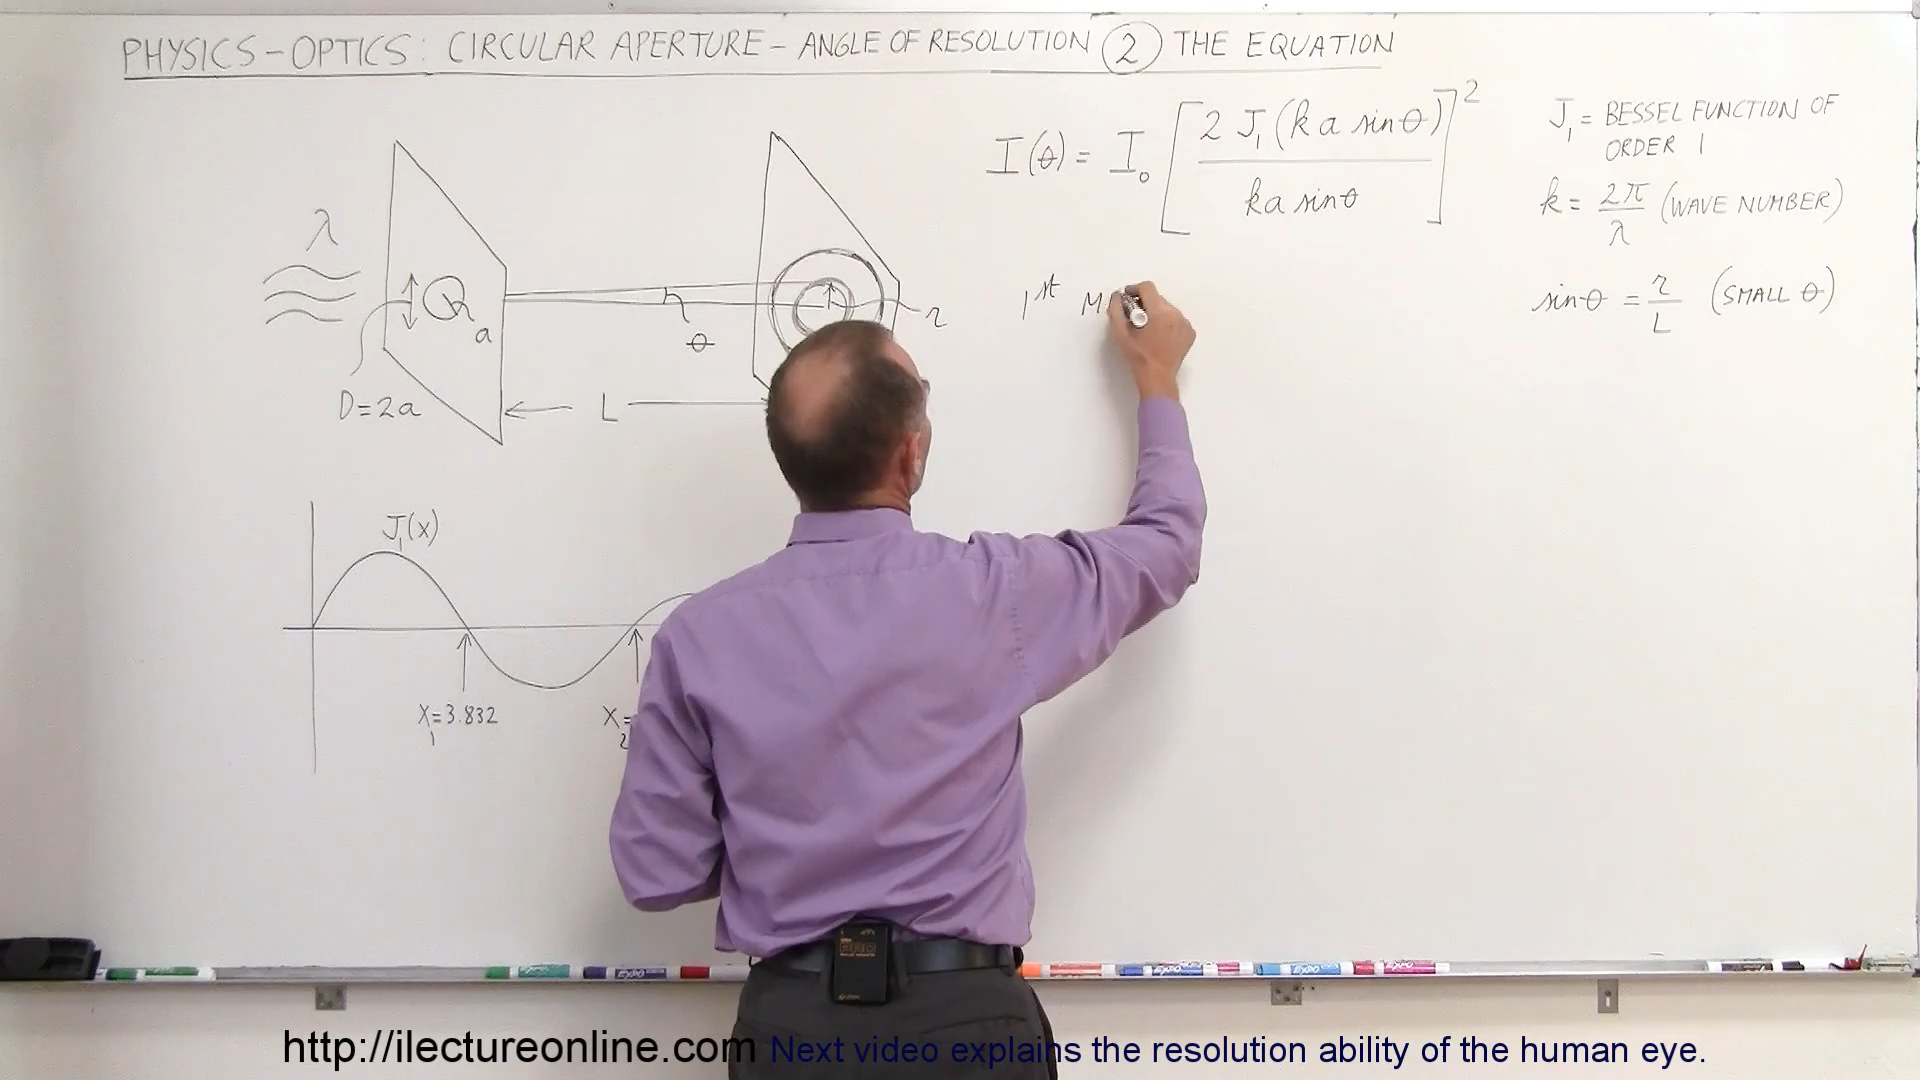 PHYSICS-OPTICS: CIRCULAR APERTURE - ANGLE OF RESOLUTION 2 THE EQUATION
I(θ) = I₀ [2 J₁(ka sinθ) / ka sinθ]²
J₁ = BESSEL FUNCTION OF
ORDER 1
k = 2π/λ (WAVE NUMBER)
sinθ = r/L (SMALL θ)
1st M
λ
a
θ
r
D=2a
L
J₁(x)
X₁=3.832
X₂=
http://ilectureonline.com Next video explains the resolution ability of the human eye.